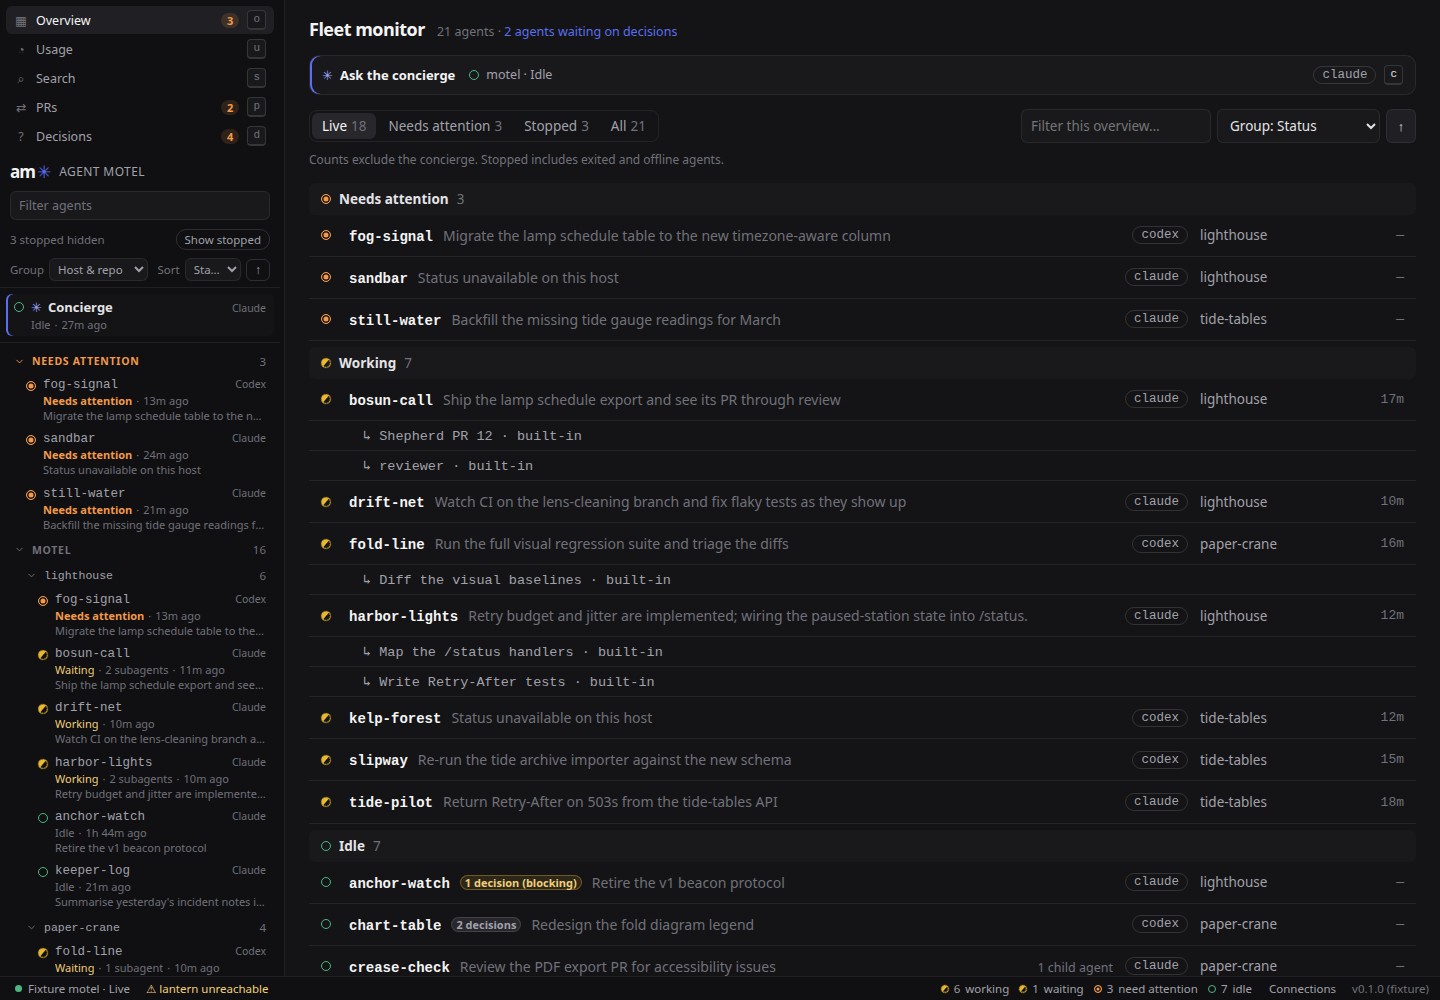 Overview 3 o
Usage u
Search s
PRs 2 p
Decisions 4 d
am✳ AGENT MOTEL
Filter agents
3 stopped hidden Show stopped
Group Host & repo Sort Sta... ↑
✳ Concierge Claude
Idle · 27m ago
NEEDS ATTENTION 3
fog-signal Codex
Needs attention · 13m ago
Migrate the lamp schedule table to the n...
sandbar Claude
Needs attention · 24m ago
Status unavailable on this host
still-water Claude
Needs attention · 21m ago
Backfill the missing tide gauge readings f...
MOTEL 16
lighthouse 6
fog-signal Codex
Needs attention · 13m ago
Migrate the lamp schedule table to the...
bosun-call Claude
Waiting · 2 subagents · 11m ago
Ship the lamp schedule export and see...
drift-net Claude
Working · 10m ago
Watch CI on the lens-cleaning branch a...
harbor-lights Claude
Working · 2 subagents · 10m ago
Retry budget and jitter are implemente...
anchor-watch Claude
Idle · 1h 44m ago
Retire the v1 beacon protocol
keeper-log Claude
Idle · 21m ago
Summarise yesterday's incident notes i...
paper-crane 4
fold-line Codex
Waiting · 1 subagent · 10m ago
Fleet monitor 21 agents · 2 agents waiting on decisions
✳ Ask the concierge motel · Idle claude c
Live 18 Needs attention 3 Stopped 3 All 21
Filter this overview... Group: Status ↑
Counts exclude the concierge. Stopped includes exited and offline agents.
Needs attention 3
fog-signal Migrate the lamp schedule table to the new timezone-aware column codex lighthouse —
sandbar Status unavailable on this host claude lighthouse —
still-water Backfill the missing tide gauge readings for March claude tide-tables —
Working 7
bosun-call Ship the lamp schedule export and see its PR through review claude lighthouse 17m
↳ Shepherd PR 12 · built-in
↳ reviewer · built-in
drift-net Watch CI on the lens-cleaning branch and fix flaky tests as they show up claude lighthouse 10m
fold-line Run the full visual regression suite and triage the diffs codex paper-crane 16m
↳ Diff the visual baselines · built-in
harbor-lights Retry budget and jitter are implemented; wiring the paused-station state into /status. claude lighthouse 12m
↳ Map the /status handlers · built-in
↳ Write Retry-After tests · built-in
kelp-forest Status unavailable on this host codex tide-tables 12m
slipway Re-run the tide archive importer against the new schema codex tide-tables 15m
tide-pilot Return Retry-After on 503s from the tide-tables API claude tide-tables 18m
Idle 7
anchor-watch 1 decision (blocking) Retire the v1 beacon protocol claude lighthouse —
chart-table 2 decisions Redesign the fold diagram legend codex paper-crane —
crease-check Review the PDF export PR for accessibility issues 1 child agent claude paper-crane —
Fixture motel · Live ⚠ lantern unreachable 6 working 1 waiting 3 need attention 7 idle Connections v0.1.0 (fixture)